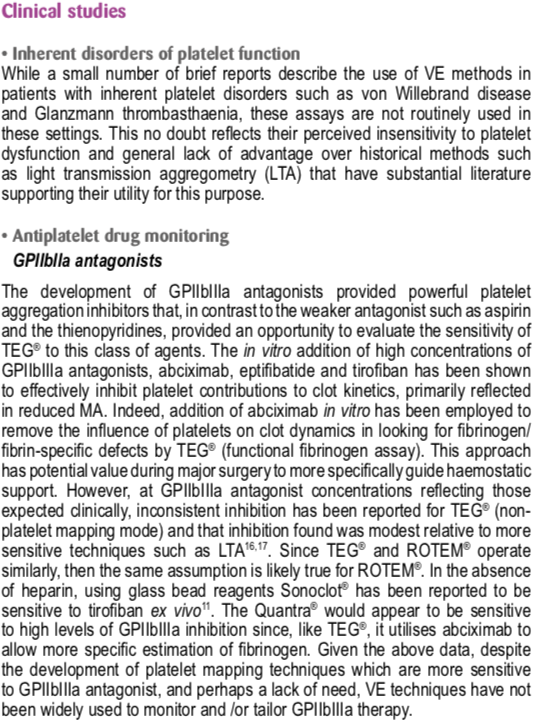 Clinical studies
• Inherent disorders of platelet function
While a small number of brief reports describe the use of VE methods in
patients with inherent platelet disorders such as von Willebrand disease
and Glanzmann thrombasthaenia, these assays are not routinely used in
these settings. This no doubt reflects their perceived insensitivity to platelet
dysfunction and general lack of advantage over historical methods such
as light transmission aggregometry (LTA) that have substantial literature
supporting their utility for this purpose.
• Antiplatelet drug monitoring
GPIIbIIa antagonists
The development of GPIIbIIIa antagonists provided powerful platelet
aggregation inhibitors that, in contrast to the weaker antagonist such as aspirin
and the thienopyridines, provided an opportunity to evaluate the sensitivity of
TEG® to this class of agents. The in vitro addition of high concentrations of
GPIIbIIIa antagonists, abciximab, eptifibatide and tirofiban has been shown
to effectively inhibit platelet contributions to clot kinetics, primarily reflected
in reduced MA. Indeed, addition of abciximab in vitro has been employed to
remove the influence of platelets on clot dynamics in looking for fibrinogen/
fibrin-specific defects by TEG® (functional fibrinogen assay). This approach
has potential value during major surgery to more specifically guide haemostatic
support. However, at GPIIbIIIa antagonist concentrations reflecting those
expected clinically, inconsistent inhibition has been reported for TEG® (non-
platelet mapping mode) and that inhibition found was modest relative to more
sensitive techniques such as LTA16,17. Since TEG® and ROTEM® operate
similarly, then the same assumption is likely true for ROTEM®. In the absence
of heparin, using glass bead reagents Sonoclot® has been reported to be
sensitive to tirofiban ex vivo11. The Quantra® would appear to be sensitive
to high levels of GPIIbIIIa inhibition since, like TEG®, it utilises abciximab to
allow more specific estimation of fibrinogen. Given the above data, despite
the development of platelet mapping techniques which are more sensitive
to GPIIbIIIa antagonist, and perhaps a lack of need, VE techniques have not
been widely used to monitor and /or tailor GPIIbIIIa therapy.